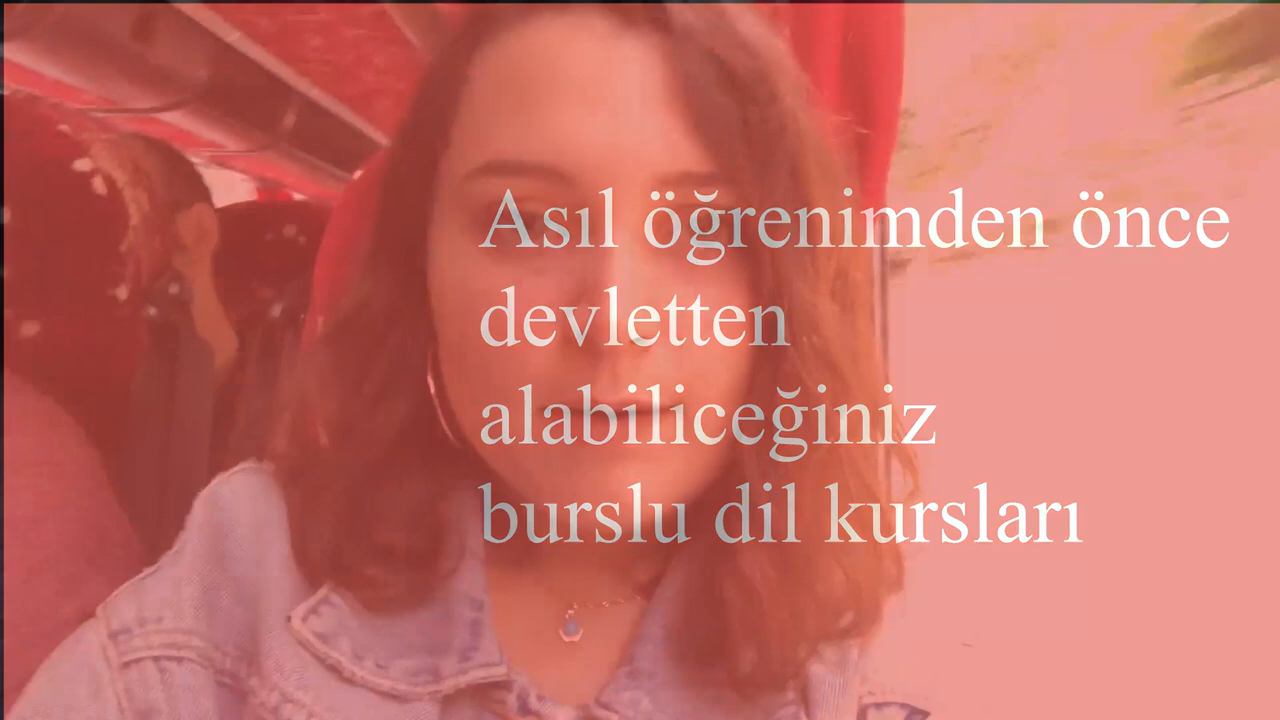 Asıl öğrenimden önce
devletten
alabiliceğiniz
burslu dil kursları